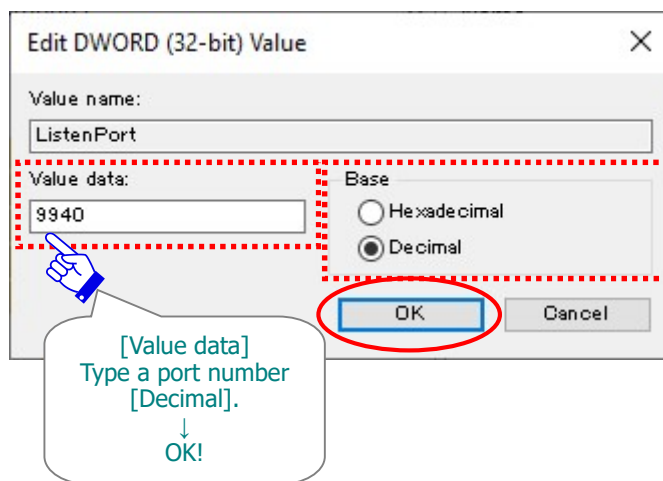 Edit DWORD (32-bit) Value
Value name:
ListenPort
Value data:
9940
Base
Hexadecimal
Decimal
OK
Cancel
[Value data]
Type a port number
[Decimal].
↓
OK!